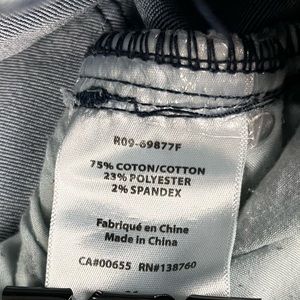 R09-69877F
75% COTON/COTTON
23% POLYESTER
2% SPANDEX
Fabriqué en Chine
Made in China
CA#00655 RN#138760